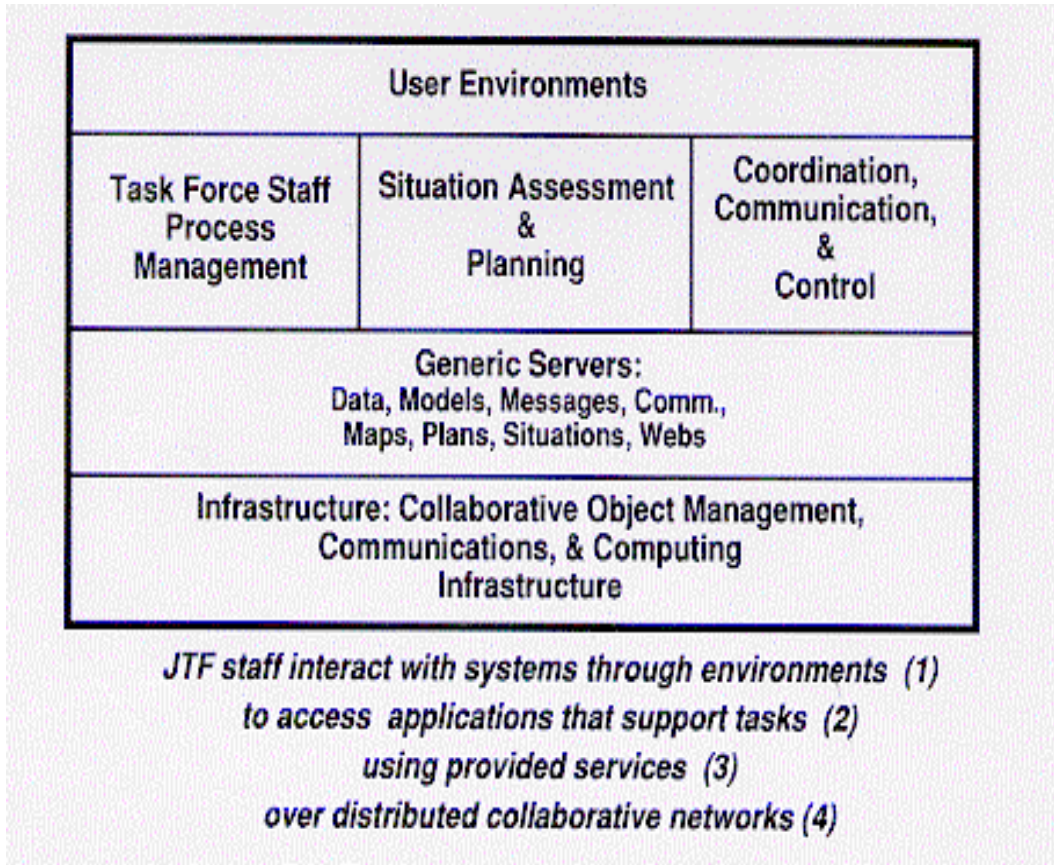 User Environments
Task Force Staff
Process
Management
Situation Assessment
&
Planning
Coordination,
Communication,
&
Control
Generic Servers:
Data, Models, Messages, Comm.,
Maps, Plans, Situations, Webs
Infrastructure: Collaborative Object Management,
Communications, & Computing
Infrastructure
JTF staff interact with systems through environments (1)
to access applications that support tasks (2)
using provided services (3)
over distributed collaborative networks (4)